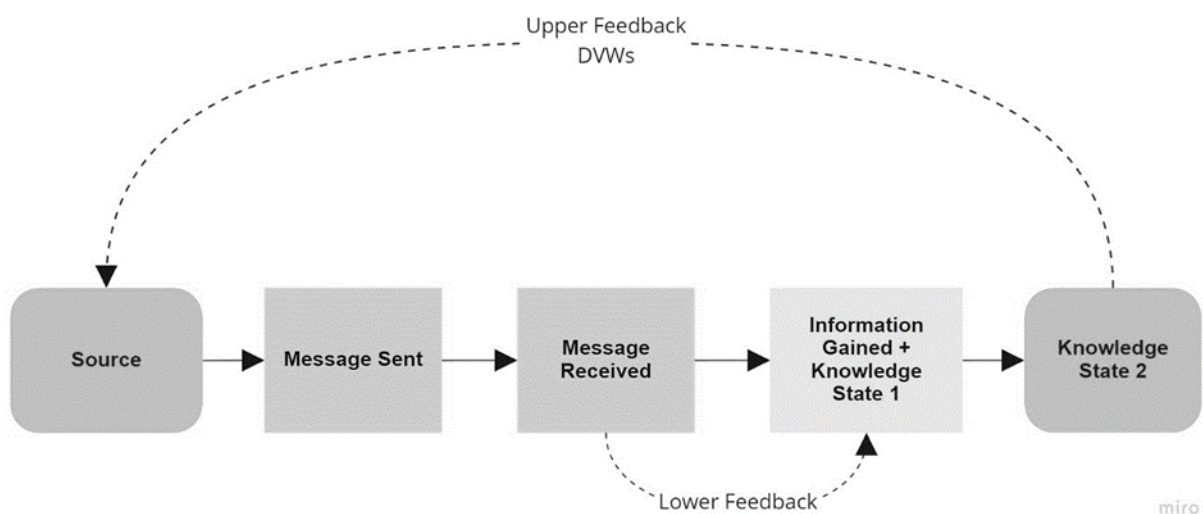 Upper Feedback
DVWs
Source
Message Sent
Message
Received
Information
Gained +
Knowledge
State 1
Knowledge
State 2
Lower Feedback
miro